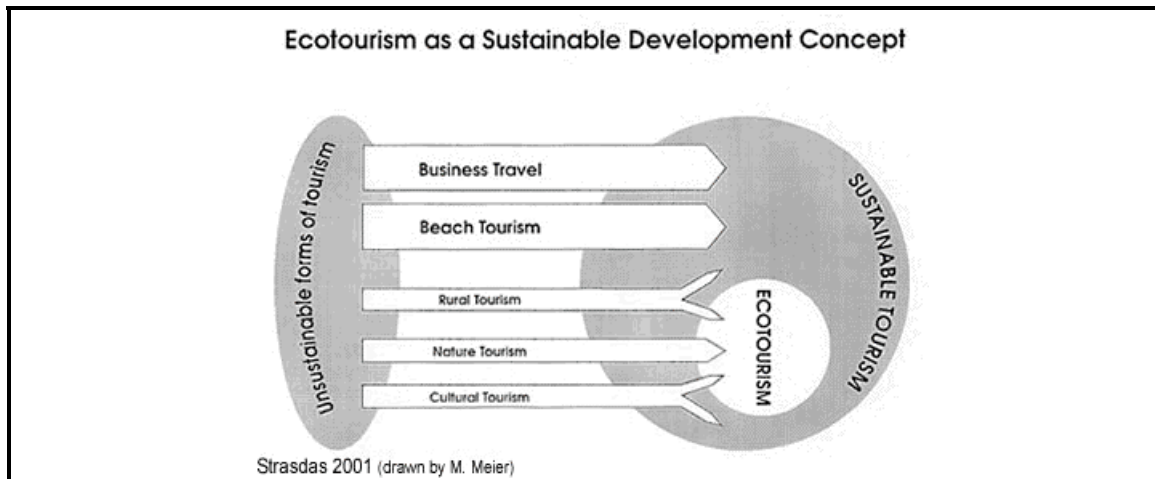 Ecotourism as a Sustainable Development Concept
Unsustainable forms of tourism
Business Travel
Beach Tourism
Rural Tourism
Nature Tourism
Cultural Tourism
ECOTOURISM
SUSTAINABLE TOURISM
Strasdas 2001 (drawn by M. Meier)